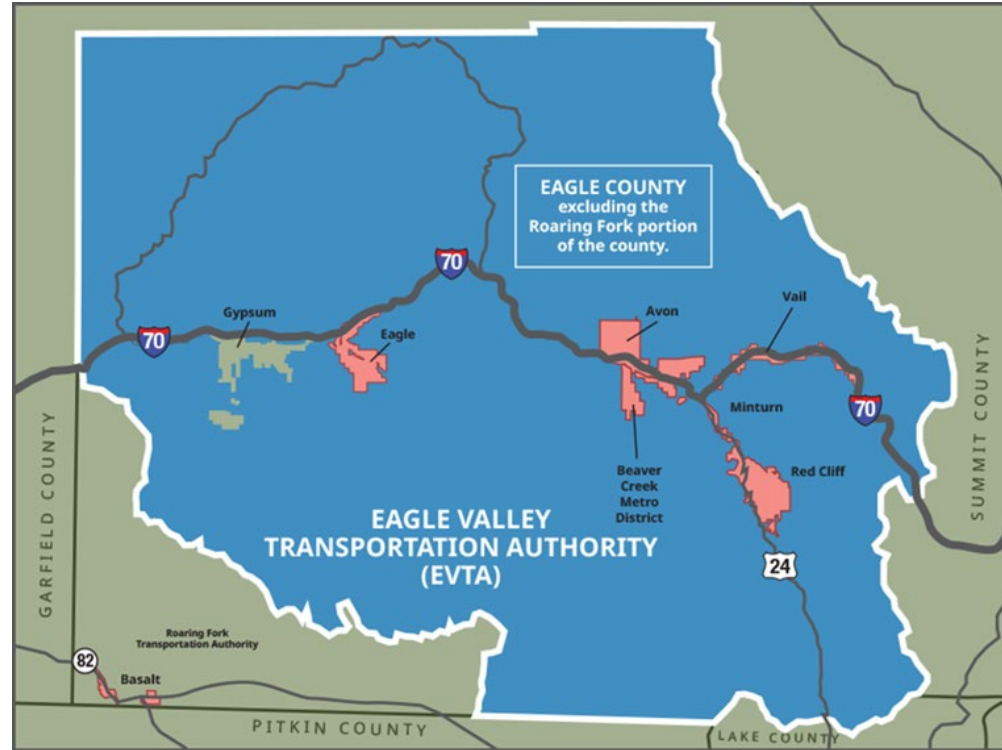 EAGLE COUNTY
excluding the
Roaring Fork portion
of the county.
70
Gypsum
70
Eagle
Avon
Vail
70
Minturn
Beaver
Creek
Metro
District
Red Cliff
EAGLE VALLEY
TRANSPORTATION AUTHORITY
(EVTA)
24
GARFIELD COUNTY
SUMMIT COUNTY
Roaring Fork
Transportation Authority
82
Basalt
PITKIN COUNTY
LAKE COUNTY